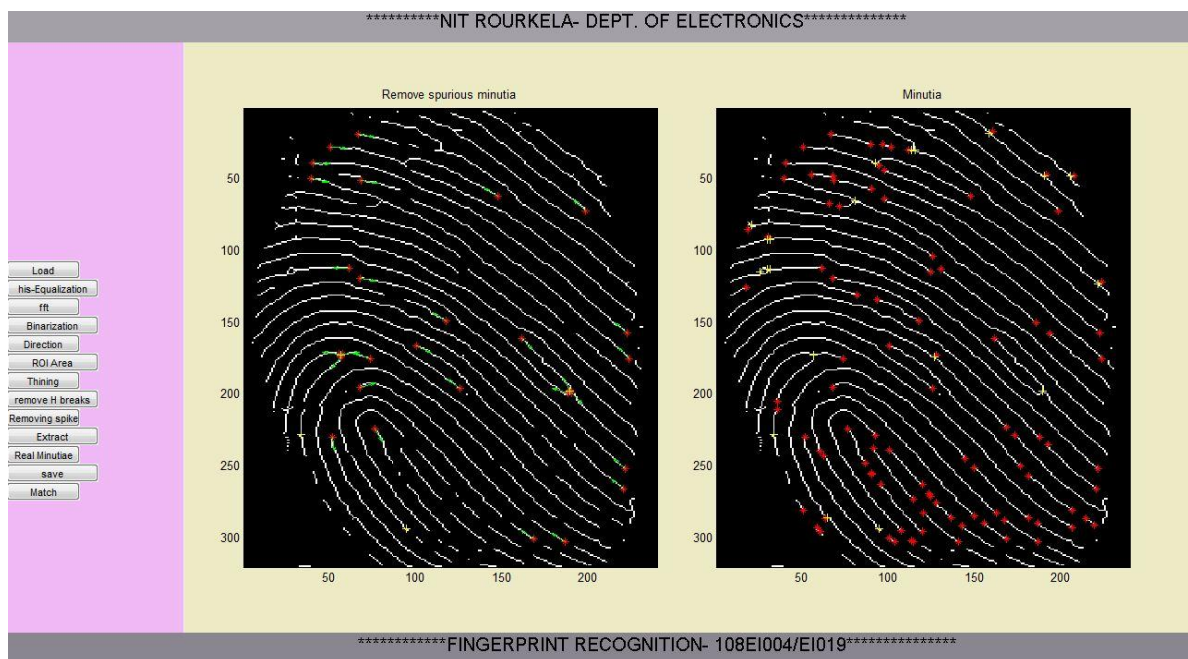 **********NIT ROURKELA- DEPT. OF ELECTRONICS**************
Load
his-Equalization
fft
Binarization
Direction
ROI Area
Thining
remove H breaks
Removing spike
Extract
Real Minutiae
save
Match
Remove spurious minutia
50
100
150
200
250
300
50
100
150
200
Minutia
50
100
150
200
250
300
50
100
150
200
************FINGERPRINT RECOGNITION- 108EI004/EI019***************